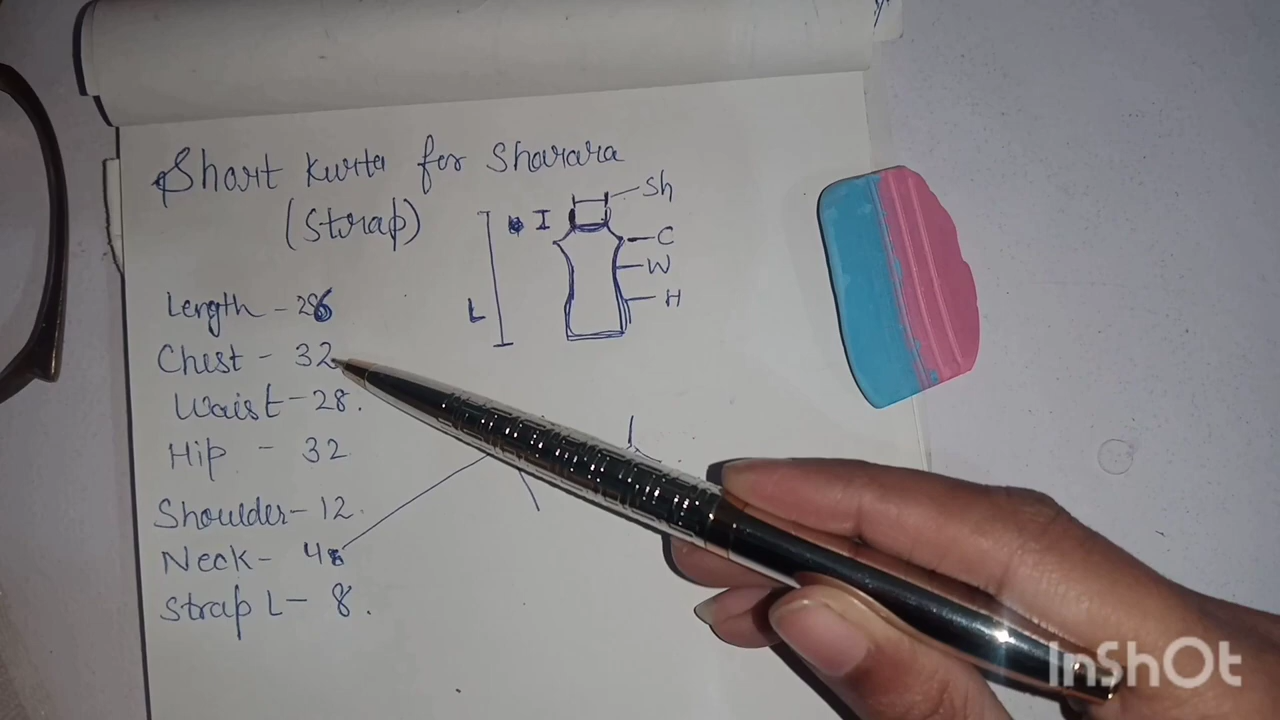 Short Kurta for Sharara
(Strap)
Sh
I
C
W
H
L
Length - 26
Chest - 32
Waist - 28.
Hip - 32
Shoulder - 12.
Neck - 4
Strap L - 8.
InShOt